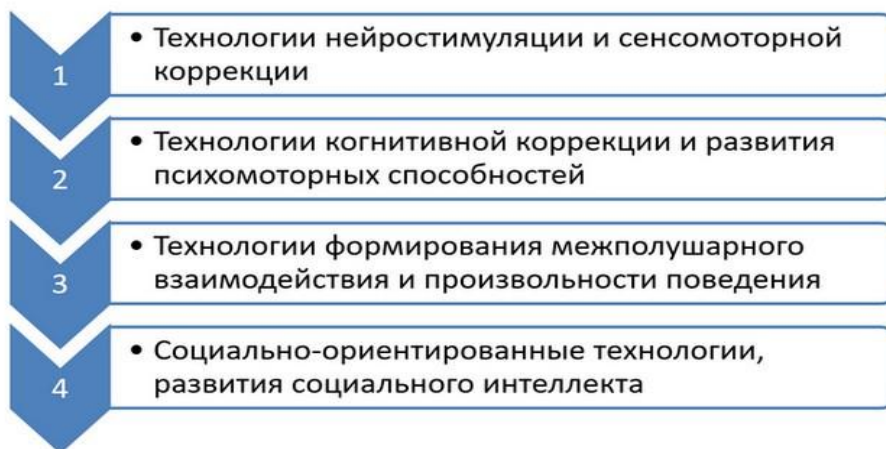 1
• Технологии нейростимуляции и сенсомоторной
коррекции
2
• Технологии когнитивной коррекции и развития
психомоторных способностей
3
• Технологии формирования межполушарного
взаимодействия и произвольности поведения
4
• Социально-ориентированные технологии,
развития социального интеллекта